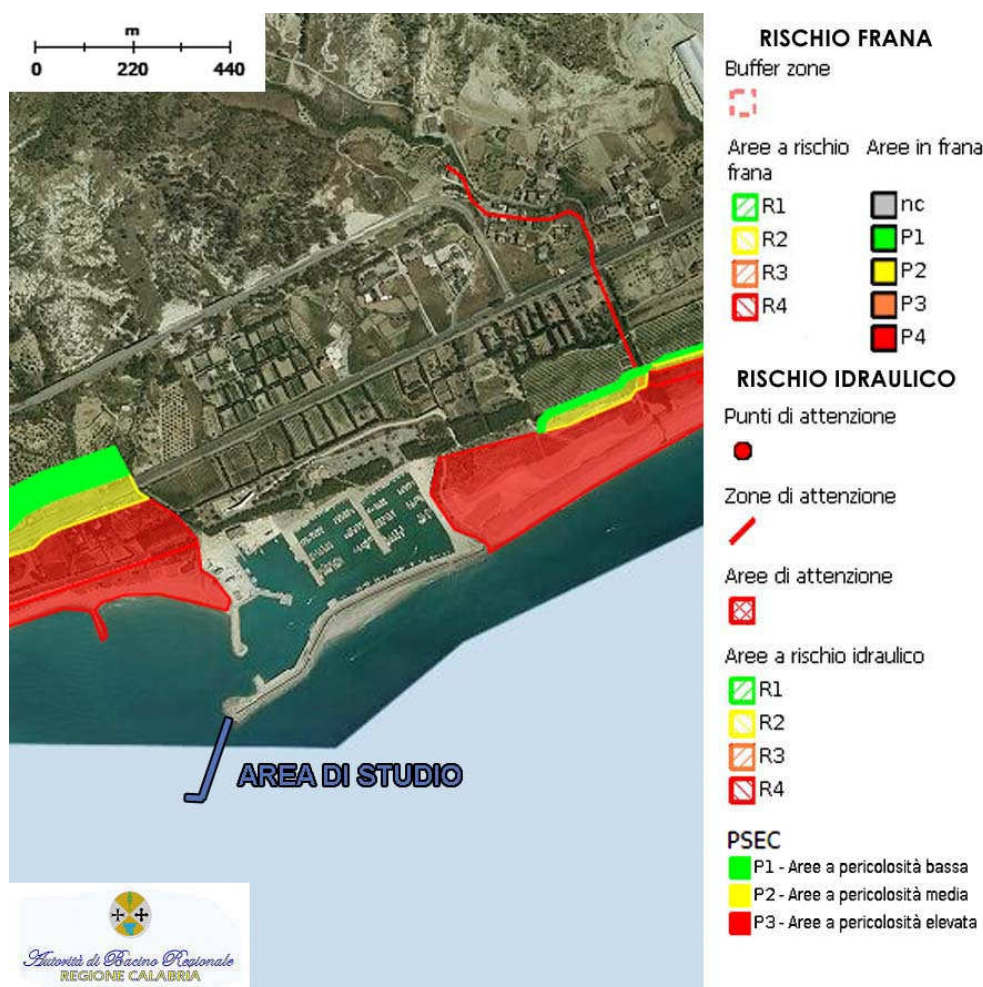 m
0 220 440
AREA DI STUDIO
Autorità di Bacino Regionale
REGIONE CALABRIA
RISCHIO FRANA
Buffer zone
Aree a rischio frana
R1
R2
R3
R4
Aree in frana
nc
P1
P2
P3
P4
RISCHIO IDRAULICO
Punti di attenzione
Zone di attenzione
Aree di attenzione
Aree a rischio idraulico
R1
R2
R3
R4
PSEC
P1 - Aree a pericolosità bassa
P2 - Aree a pericolosità media
P3 - Aree a pericolosità elevata